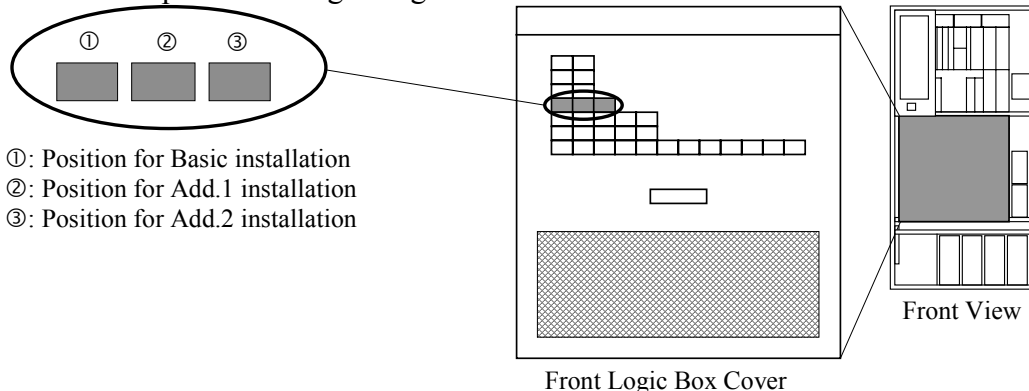 ① ② ③
①: Position for Basic installation
②: Position for Add.1 installation
③: Position for Add.2 installation
Front View
Front Logic Box Cover